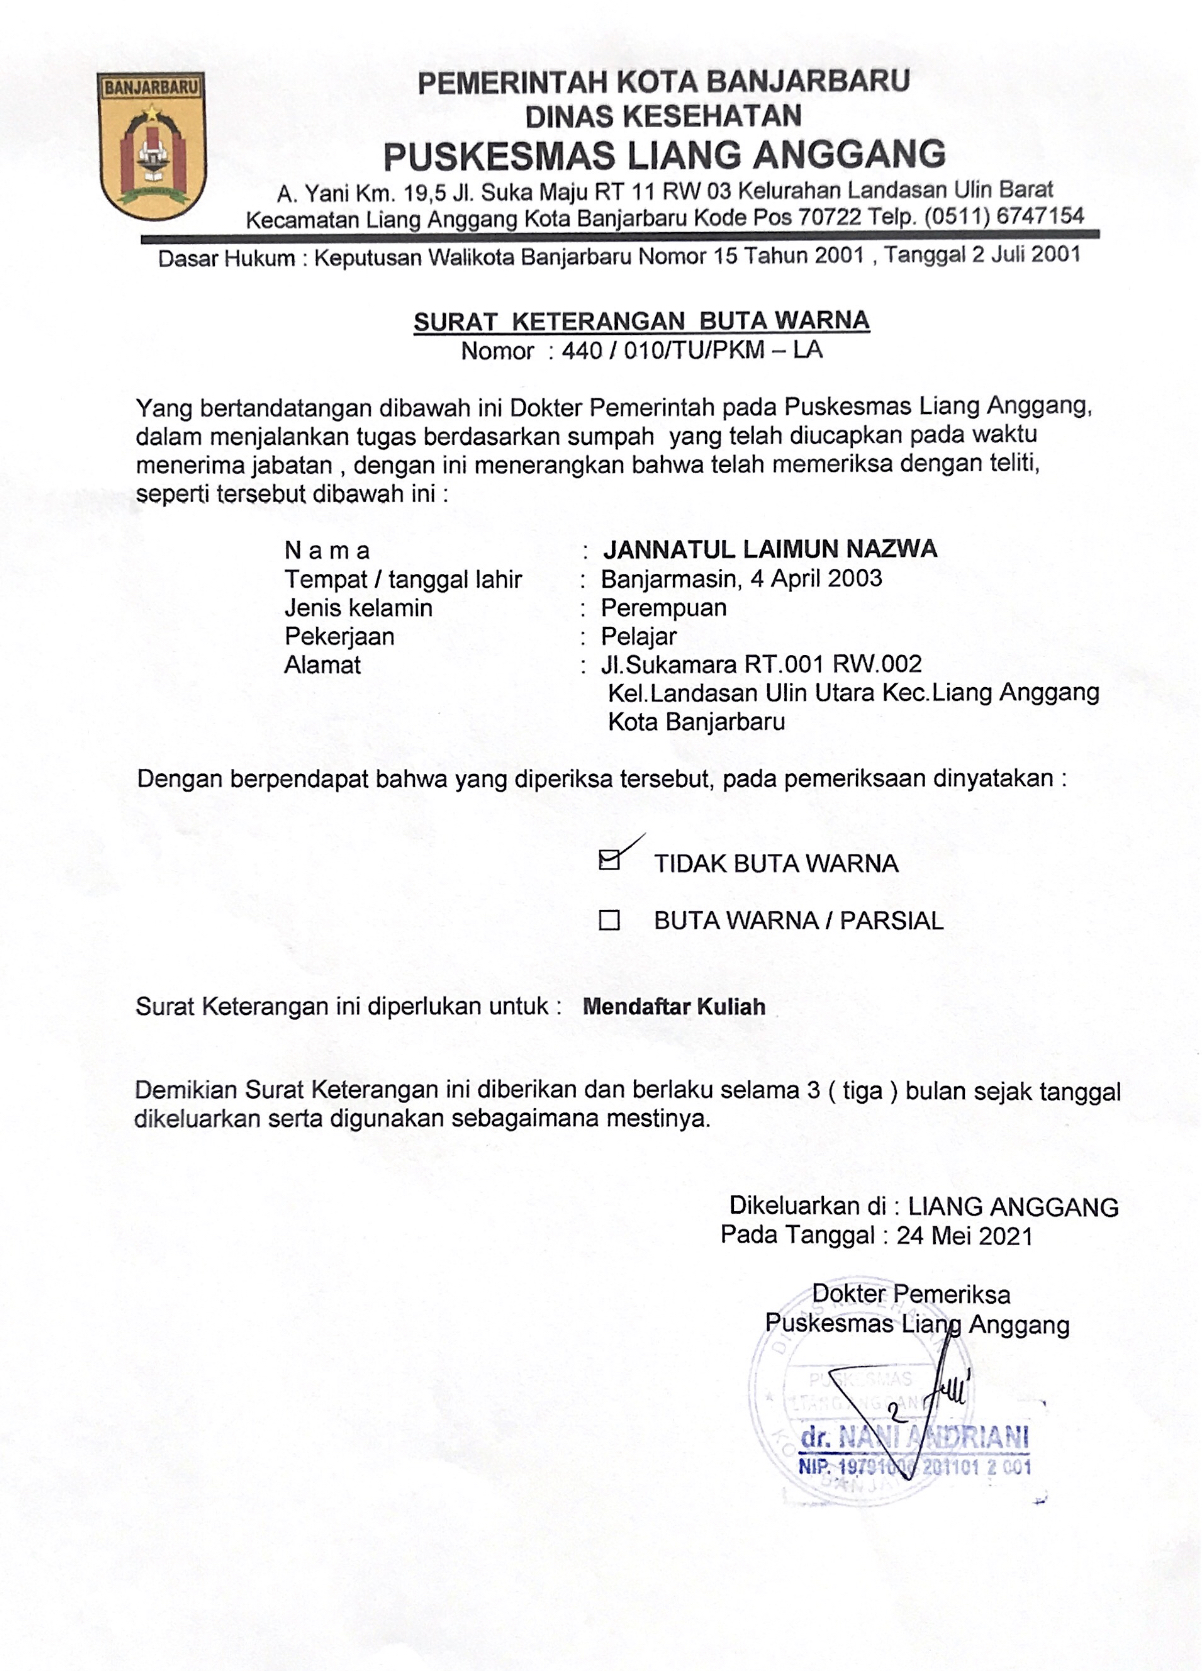 BANJARBARU
PEMERINTAH KOTA BANJARBARU
DINAS KESEHATAN
PUSKESMAS LIANG ANGGANG
A. Yani Km. 19,5 Jl. Suka Maju RT 11 RW 03 Kelurahan Landasan Ulin Barat
Kecamatan Liang Anggang Kota Banjarbaru Kode Pos 70722 Telp. (0511) 6747154
Dasar Hukum : Keputusan Walikota Banjarbaru Nomor 15 Tahun 2001 , Tanggal 2 Juli 2001
SURAT KETERANGAN BUTA WARNA
Nomor : 440 / 010/TU/PKM – LA
Yang bertandatangan dibawah ini Dokter Pemerintah pada Puskesmas Liang Anggang,
dalam menjalankan tugas berdasarkan sumpah yang telah diucapkan pada waktu
menerima jabatan , dengan ini menerangkan bahwa telah memeriksa dengan teliti,
seperti tersebut dibawah ini :
N a m a : JANNATUL LAIMUN NAZWA
Tempat / tanggal lahir : Banjarmasin, 4 April 2003
Jenis kelamin : Perempuan
Pekerjaan : Pelajar
Alamat : Jl.Sukamara RT.001 RW.002
Kel.Landasan Ulin Utara Kec.Liang Anggang
Kota Banjarbaru
Dengan berpendapat bahwa yang diperiksa tersebut, pada pemeriksaan dinyatakan :
TIDAK BUTA WARNA
BUTA WARNA / PARSIAL
Surat Keterangan ini diperlukan untuk : Mendaftar Kuliah
Demikian Surat Keterangan ini diberikan dan berlaku selama 3 ( tiga ) bulan sejak tanggal
dikeluarkan serta digunakan sebagaimana mestinya.
Dikeluarkan di : LIANG ANGGANG
Pada Tanggal : 24 Mei 2021
Dokter Pemeriksa
Puskesmas Liang Anggang
DINAS KESEHATAN
PUSKESMAS
LIANG ANGGANG
dr. NANI ANDRIANI
NIP. 19791006 201101 2 001